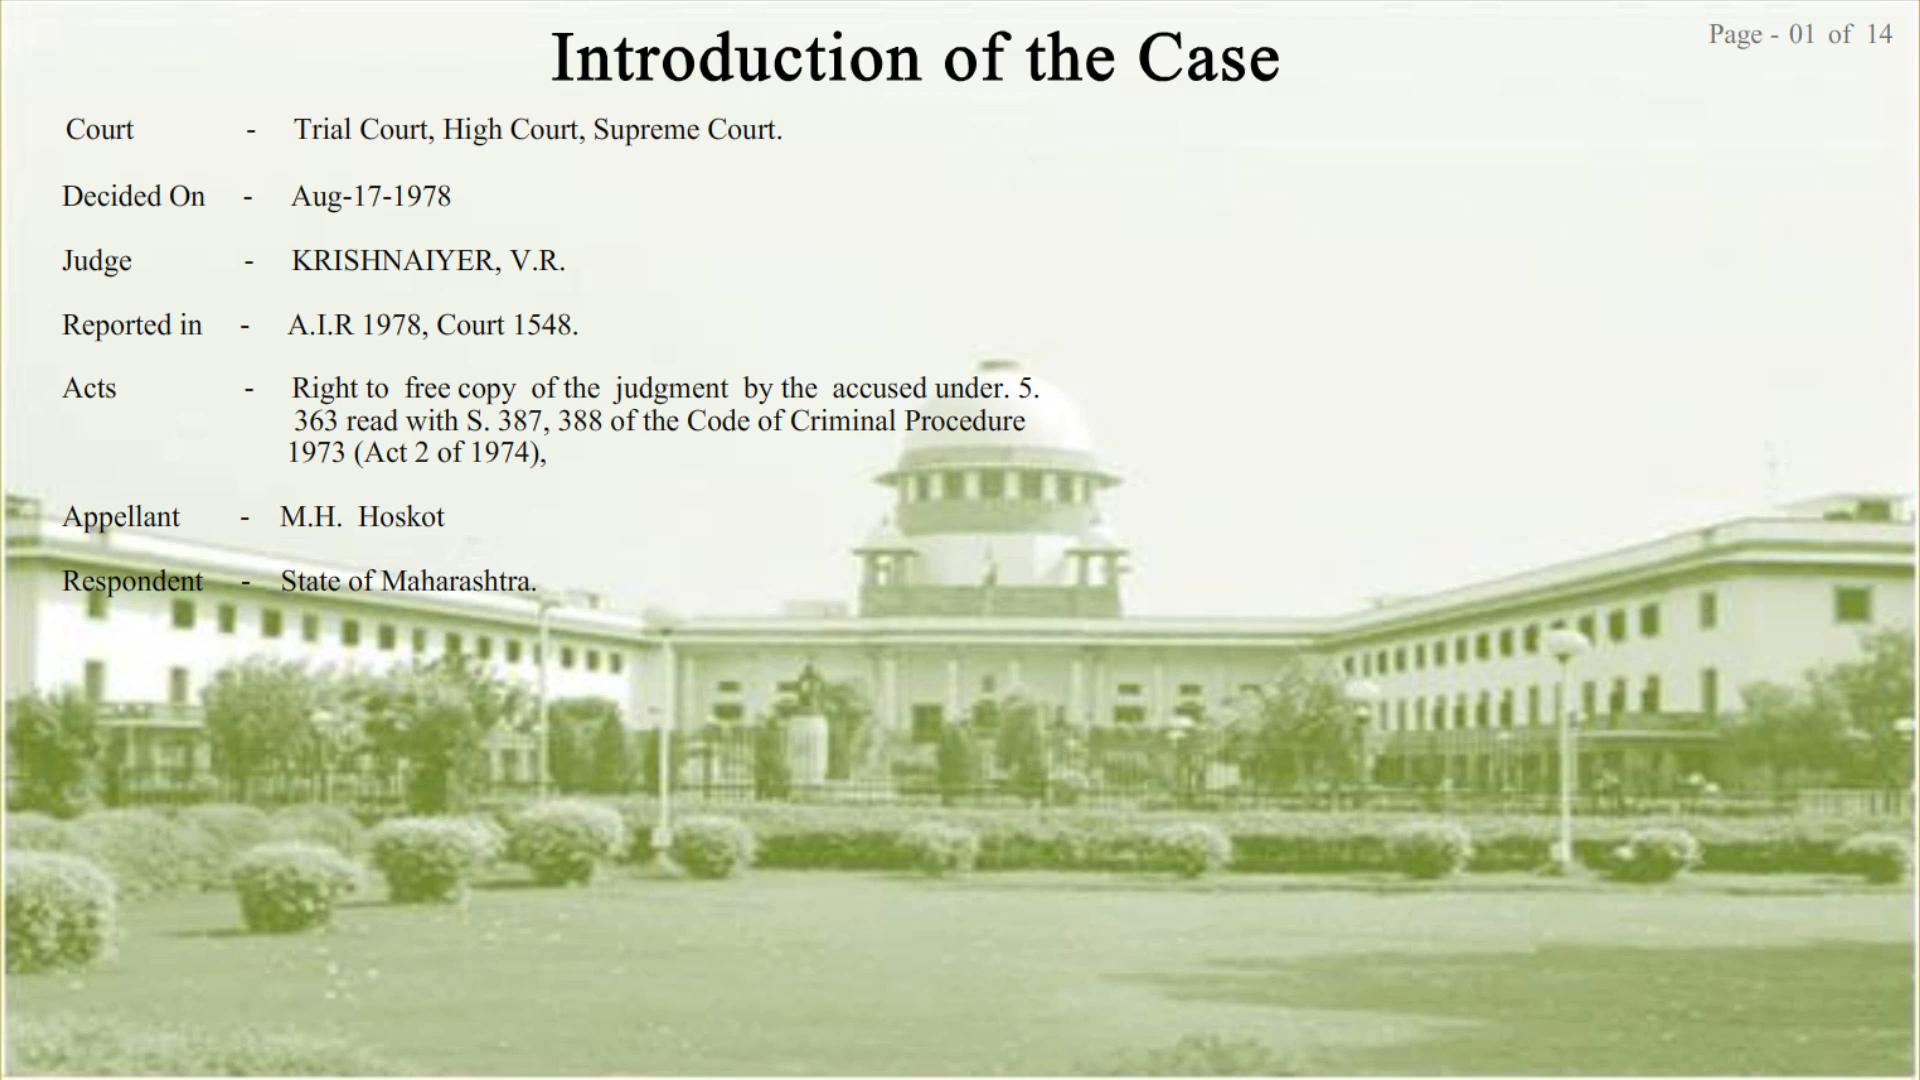 Introduction of the Case
Page - 01 of 14
Court - Trial Court, High Court, Supreme Court.
Decided On - Aug-17-1978
Judge - KRISHNAIYER, V.R.
Reported in - A.I.R 1978, Court 1548.
Acts - Right to free copy of the judgment by the accused under. 5.
363 read with S. 387, 388 of the Code of Criminal Procedure
1973 (Act 2 of 1974),
Appellant - M.H. Hoskot
Respondent - State of Maharashtra.